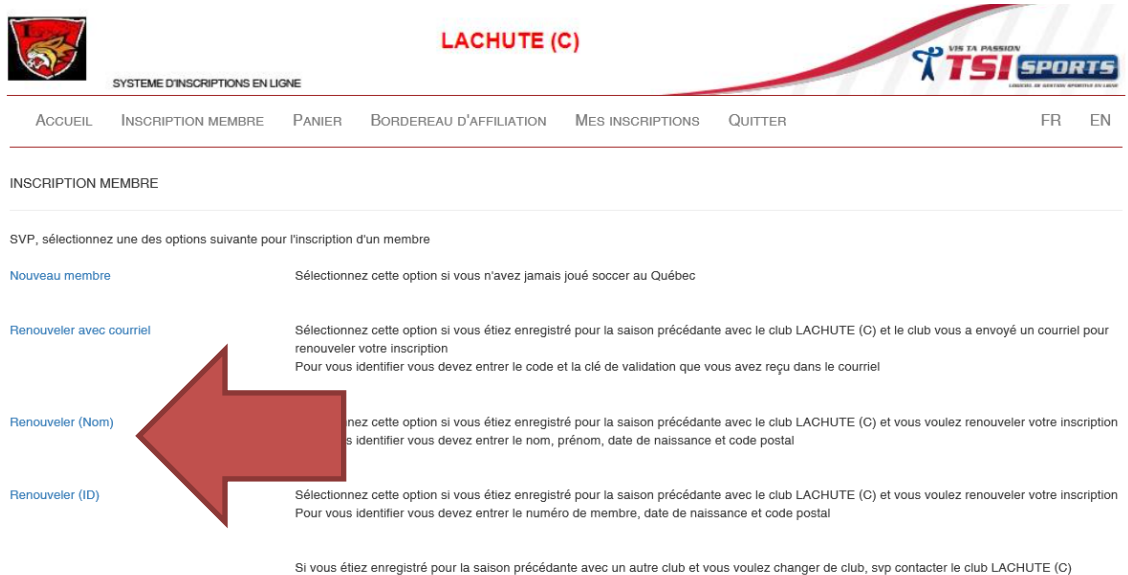 LACHUTE (C)
VIS TA PASSION
TSI SPORTS
LOGICIEL DE GESTION SPORTIVE EN LIGNE
SYSTEME D'INSCRIPTIONS EN LIGNE
ACCUEIL INSCRIPTION MEMBRE PANIER BORDEREAU D'AFFILIATION MES INSCRIPTIONS QUITTER FR EN
INSCRIPTION MEMBRE
SVP, sélectionnez une des options suivante pour l'inscription d'un membre
Nouveau membre Sélectionnez cette option si vous n'avez jamais joué soccer au Québec
Renouveler avec courriel Sélectionnez cette option si vous étiez enregistré pour la saison précédante avec le club LACHUTE (C) et le club vous a envoyé un courriel pour
renouveler votre inscription
Pour vous identifier vous devez entrer le code et la clé de validation que vous avez reçu dans le courriel
Renouveler (Nom) nez cette option si vous étiez enregistré pour la saison précédante avec le club LACHUTE (C) et vous voulez renouveler votre inscription
s identifier vous devez entrer le nom, prénom, date de naissance et code postal
Renouveler (ID) Sélectionnez cette option si vous étiez enregistré pour la saison précédante avec le club LACHUTE (C) et vous voulez renouveler votre inscription
Pour vous identifier vous devez entrer le numéro de membre, date de naissance et code postal
Si vous étiez enregistré pour la saison précédante avec un autre club et vous voulez changer de club, svp contacter le club LACHUTE (C)